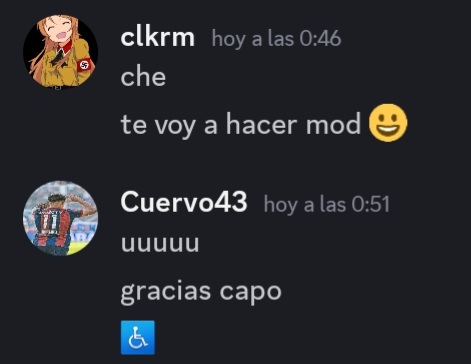 clkrm hoy a las 0:46
che
te voy a hacer mod 😀
Cuervo43 hoy a las 0:51
uuuuu
gracias capo
♿